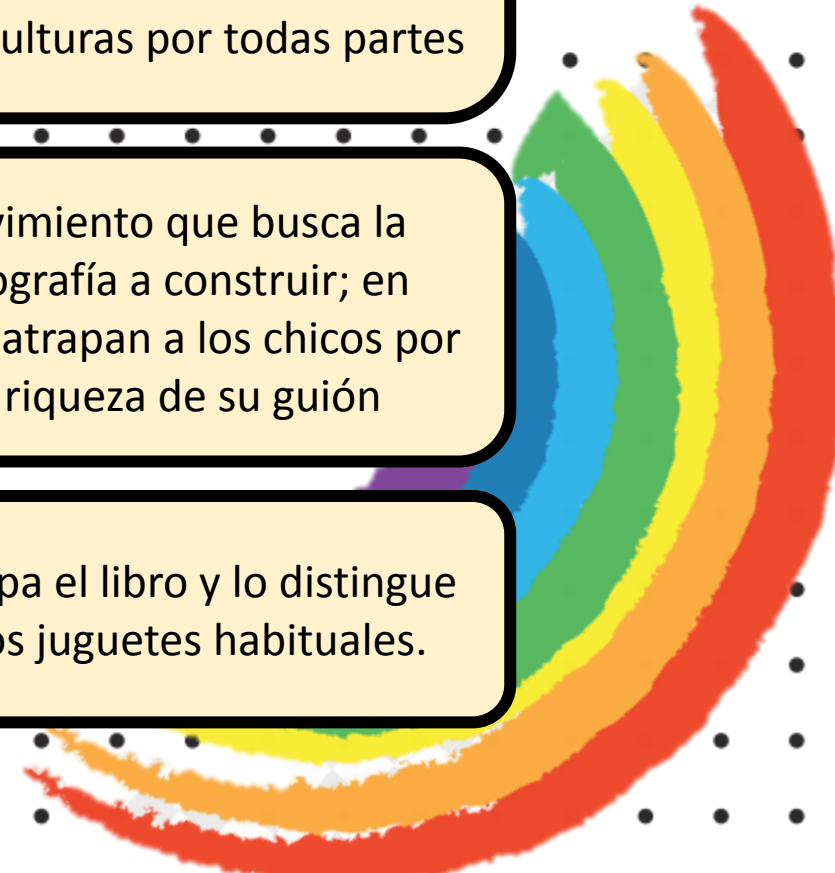 ulturas por todas partes
vimiento que busca la
ografía a construir; en
atrapan a los chicos por
riqueza de su guión
pa el libro y lo distingue
os juguetes habituales.